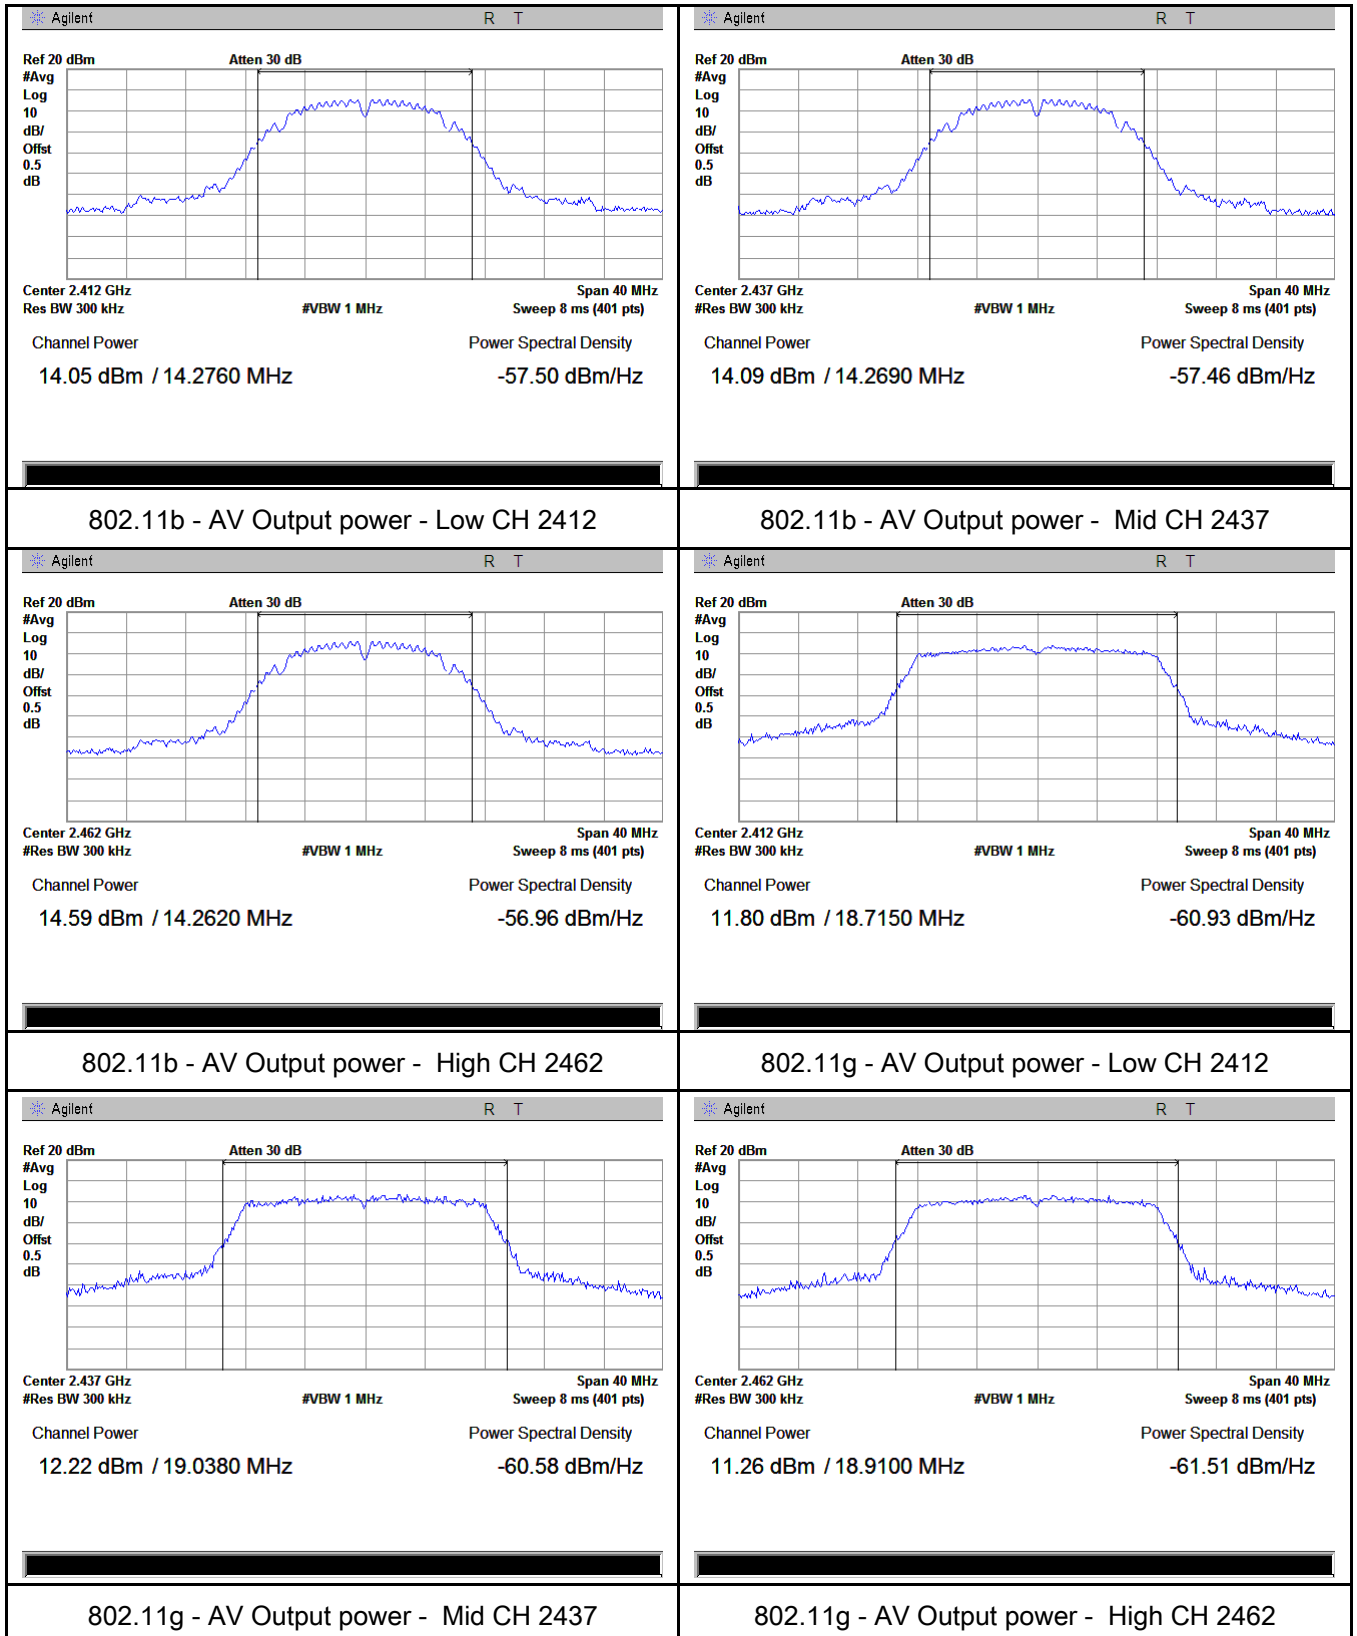 Agilent R T
Ref 20 dBm Atten 30 dB
#Avg
Log
10
dB/
Offst
0.5
dB
Center 2.412 GHz Span 40 MHz
Res BW 300 kHz #VBW 1 MHz Sweep 8 ms (401 pts)
Channel Power Power Spectral Density
14.05 dBm / 14.2760 MHz -57.50 dBm/Hz
802.11b - AV Output power - Low CH 2412
Agilent R T
Ref 20 dBm Atten 30 dB
#Avg
Log
10
dB/
Offst
0.5
dB
Center 2.437 GHz Span 40 MHz
#Res BW 300 kHz #VBW 1 MHz Sweep 8 ms (401 pts)
Channel Power Power Spectral Density
14.09 dBm / 14.2690 MHz -57.46 dBm/Hz
802.11b - AV Output power - Mid CH 2437
Agilent R T
Ref 20 dBm Atten 30 dB
#Avg
Log
10
dB/
Offst
0.5
dB
Center 2.462 GHz Span 40 MHz
#Res BW 300 kHz #VBW 1 MHz Sweep 8 ms (401 pts)
Channel Power Power Spectral Density
14.59 dBm / 14.2620 MHz -56.96 dBm/Hz
802.11b - AV Output power - High CH 2462
Agilent R T
Ref 20 dBm Atten 30 dB
#Avg
Log
10
dB/
Offst
0.5
dB
Center 2.412 GHz Span 40 MHz
#Res BW 300 kHz #VBW 1 MHz Sweep 8 ms (401 pts)
Channel Power Power Spectral Density
11.80 dBm / 18.7150 MHz -60.93 dBm/Hz
802.11g - AV Output power - Low CH 2412
Agilent R T
Ref 20 dBm Atten 30 dB
#Avg
Log
10
dB/
Offst
0.5
dB
Center 2.437 GHz Span 40 MHz
#Res BW 300 kHz #VBW 1 MHz Sweep 8 ms (401 pts)
Channel Power Power Spectral Density
12.22 dBm / 19.0380 MHz -60.58 dBm/Hz
802.11g - AV Output power - Mid CH 2437
Agilent R T
Ref 20 dBm Atten 30 dB
#Avg
Log
10
dB/
Offst
0.5
dB
Center 2.462 GHz Span 40 MHz
#Res BW 300 kHz #VBW 1 MHz Sweep 8 ms (401 pts)
Channel Power Power Spectral Density
11.26 dBm / 18.9100 MHz -61.51 dBm/Hz
802.11g - AV Output power - High CH 2462